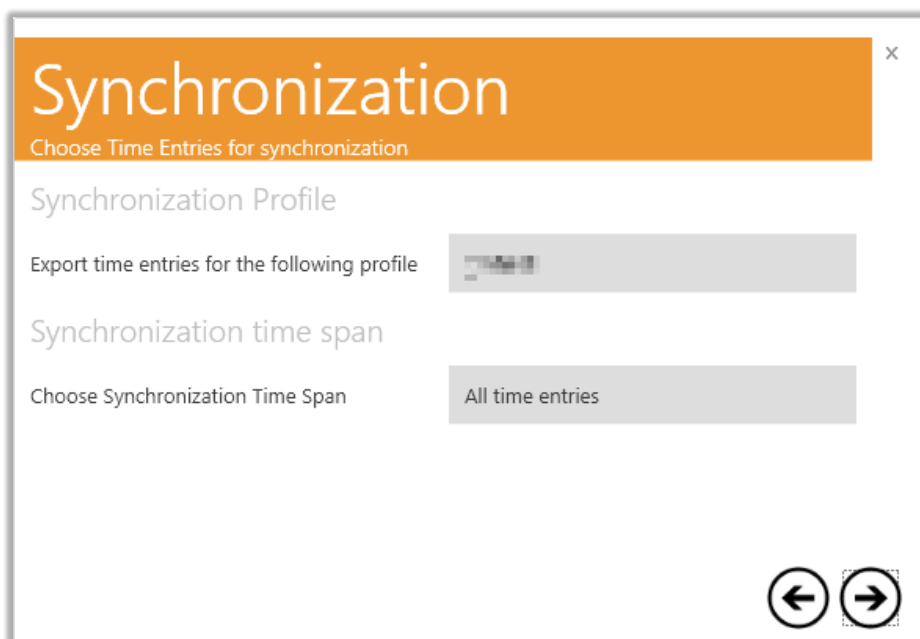 Synchronization
Choose Time Entries for synchronization
Synchronization Profile
Export time entries for the following profile
Synchronization time span
Choose Synchronization Time Span All time entries